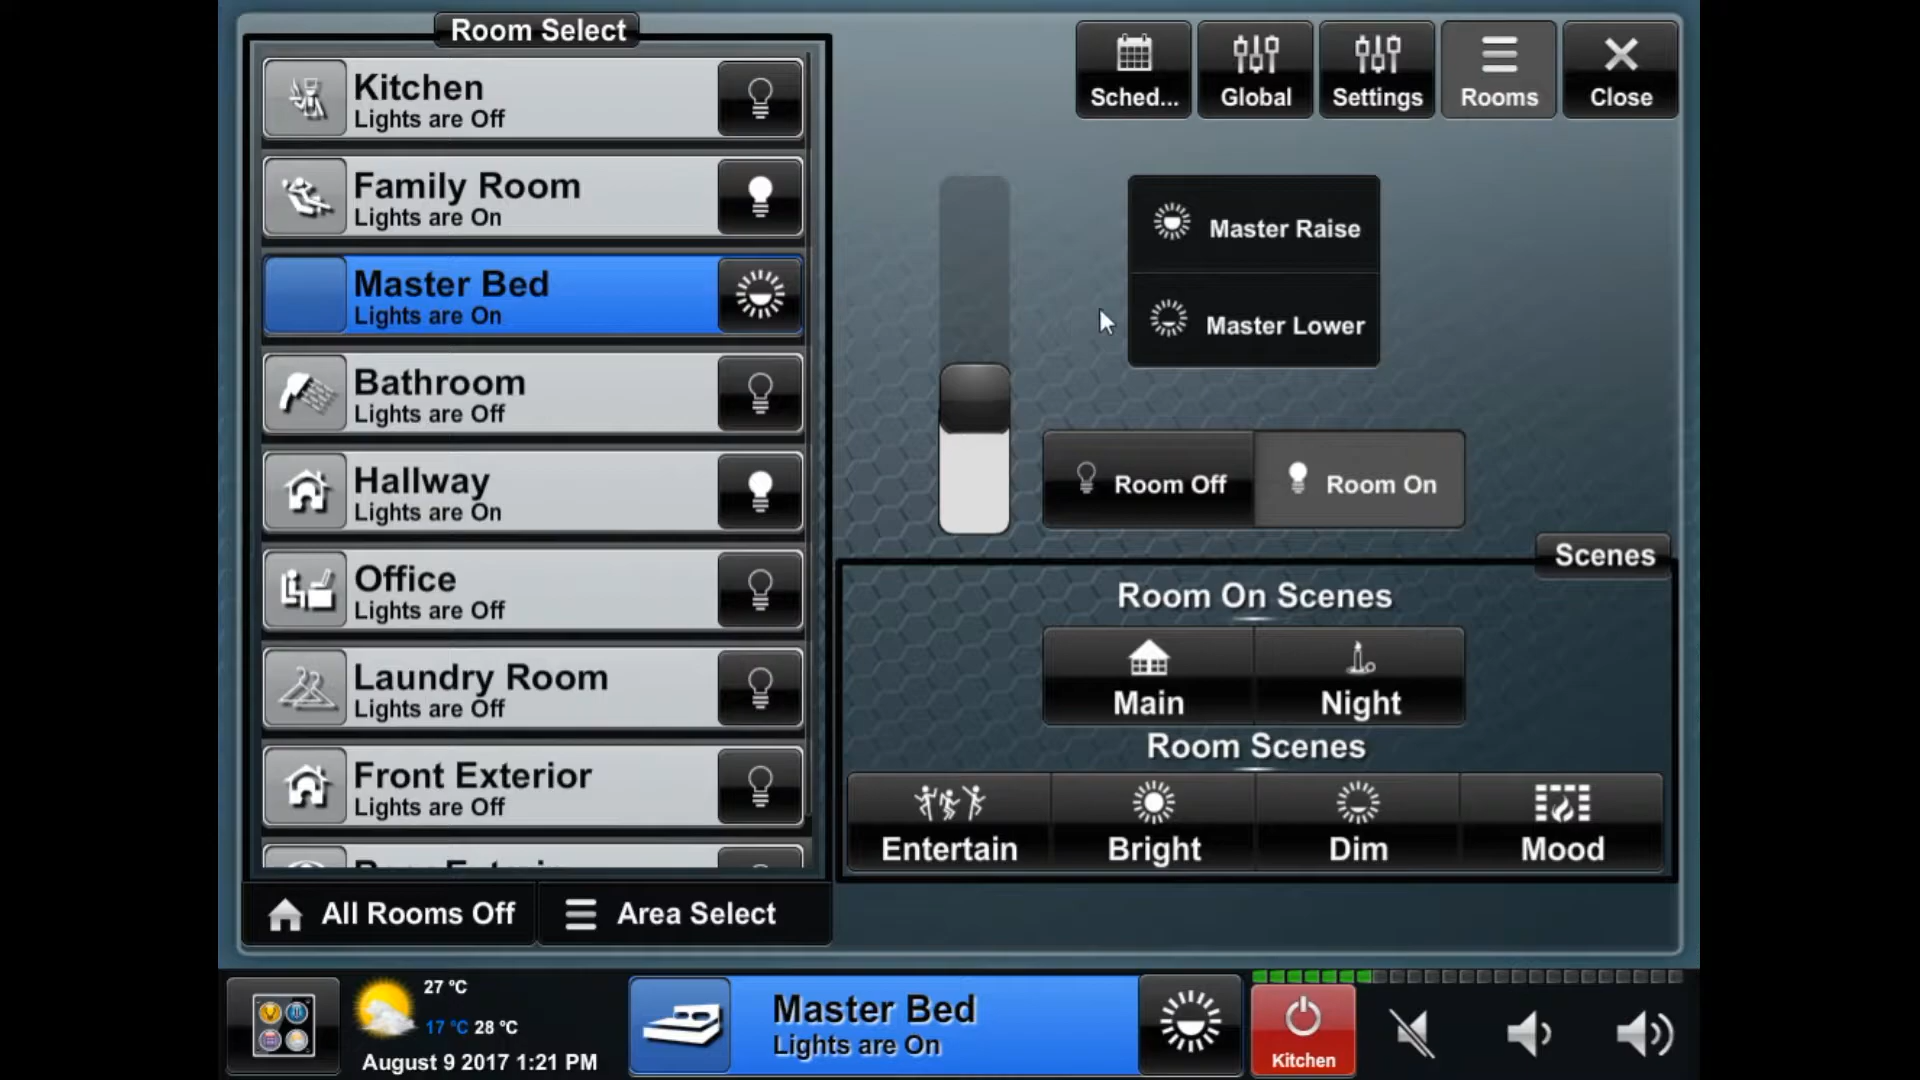 Room Select
Kitchen
Lights are Off
Family Room
Lights are On
Master Bed
Lights are On
Bathroom
Lights are Off
Hallway
Lights are On
Office
Lights are Off
Laundry Room
Lights are Off
Front Exterior
Lights are Off
All Rooms Off
Area Select
Sched...
Global
Settings
Rooms
Close
Master Raise
Master Lower
Room Off
Room On
Scenes
Room On Scenes
Main
Night
Room Scenes
Entertain
Bright
Dim
Mood
27 °C
17 °C 28 °C
August 9 2017 1:21 PM
Master Bed
Lights are On
Kitchen